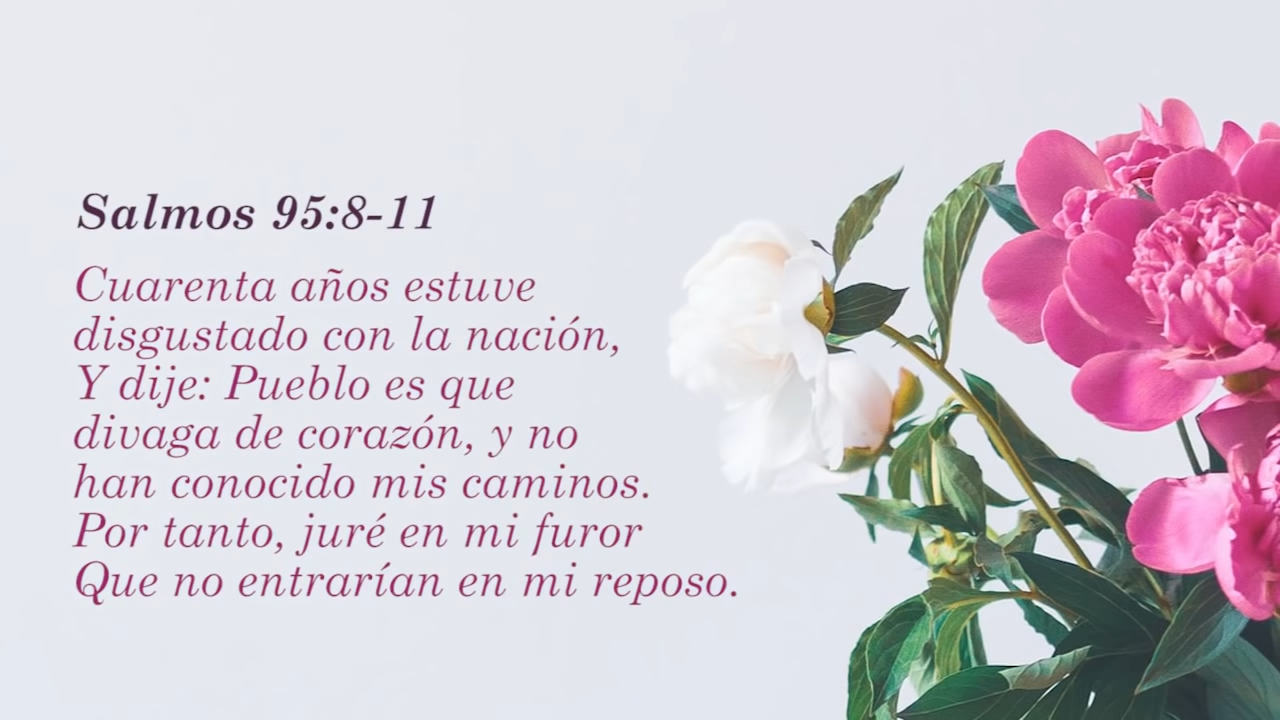 Salmos 95:8-11
Cuarenta años estuve
disgustado con la nación,
Y dije: Pueblo es que
divaga de corazón, y no
han conocido mis caminos.
Por tanto, juré en mi furor
Que no entrarían en mi reposo.